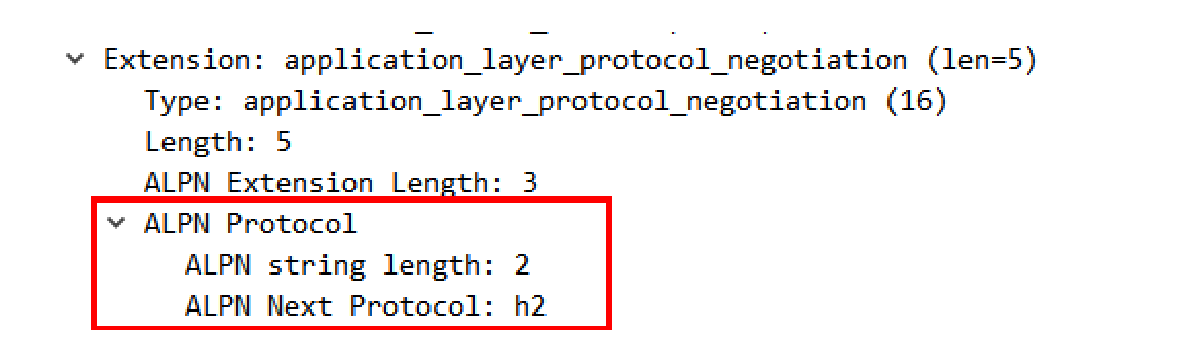 Extension: application_layer_protocol_negotiation (len=5)
Type: application_layer_protocol_negotiation (16)
Length: 5
ALPN Extension Length: 3
ALPN Protocol
ALPN string length: 2
ALPN Next Protocol: h2